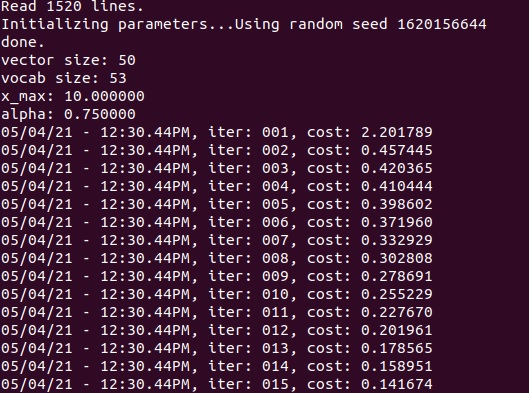 Read 1520 lines.
Initializing parameters...Using random seed 1620156644
done.
vector size: 50
vocab size: 53
x_max: 10.000000
alpha: 0.750000
05/04/21 - 12:30.44PM, iter: 001, cost: 2.201789
05/04/21 - 12:30.44PM, iter: 002, cost: 0.457445
05/04/21 - 12:30.44PM, iter: 003, cost: 0.420365
05/04/21 - 12:30.44PM, iter: 004, cost: 0.410444
05/04/21 - 12:30.44PM, iter: 005, cost: 0.398602
05/04/21 - 12:30.44PM, iter: 006, cost: 0.371960
05/04/21 - 12:30.44PM, iter: 007, cost: 0.332929
05/04/21 - 12:30.44PM, iter: 008, cost: 0.302808
05/04/21 - 12:30.44PM, iter: 009, cost: 0.278691
05/04/21 - 12:30.44PM, iter: 010, cost: 0.255229
05/04/21 - 12:30.44PM, iter: 011, cost: 0.227670
05/04/21 - 12:30.44PM, iter: 012, cost: 0.201961
05/04/21 - 12:30.44PM, iter: 013, cost: 0.178565
05/04/21 - 12:30.44PM, iter: 014, cost: 0.158951
05/04/21 - 12:30.44PM, iter: 015, cost: 0.141674